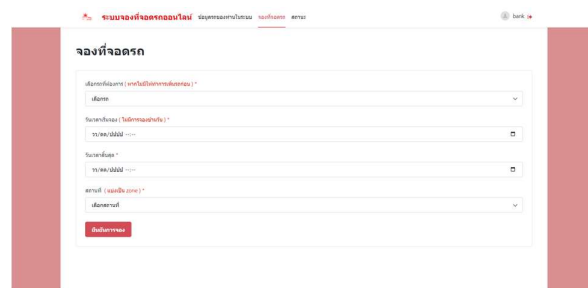 ระบบจองที่จอดรถออนไลน์ ข้อมูลรถของท่านในระบบ จองที่จอดรถ สถานะ bank
จองที่จอดรถ
เลือกรถที่ต้องการ ( หากไม่มีให้ทำการเพิ่มรถก่อน ) *
เลือกรถ
วันเวลาเริ่มจอง ( ไม่มีการจองข้ามวัน ) *
วว/ดด/ปปปป --:--
วันเวลาสิ้นสุด *
วว/ดด/ปปปป --:--
สถานที่ ( แบ่งเป็น zone ) *
เลือกสถานที่
ยืนยันการจอง